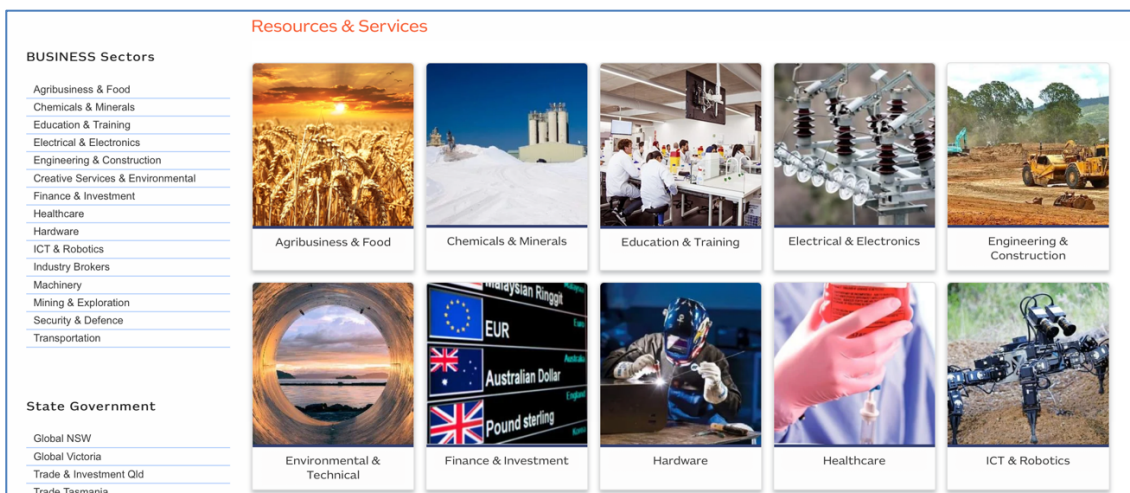 Resources & Services
BUSINESS Sectors
Agribusiness & Food
Chemicals & Minerals
Education & Training
Electrical & Electronics
Engineering & Construction
Creative Services & Environmental
Finance & Investment
Healthcare
Hardware
ICT & Robotics
Industry Brokers
Machinery
Mining & Exploration
Security & Defence
Transportation
State Government
Global NSW
Global Victoria
Trade & Investment Qld
Trade Tasmania
Agribusiness & Food
Chemicals & Minerals
Education & Training
Electrical & Electronics
Engineering &
Construction
Malaysian Ringgit
EUR
Australian Dollar
Pound sterling
Environmental &
Technical
Finance & Investment
Hardware
Healthcare
ICT & Robotics